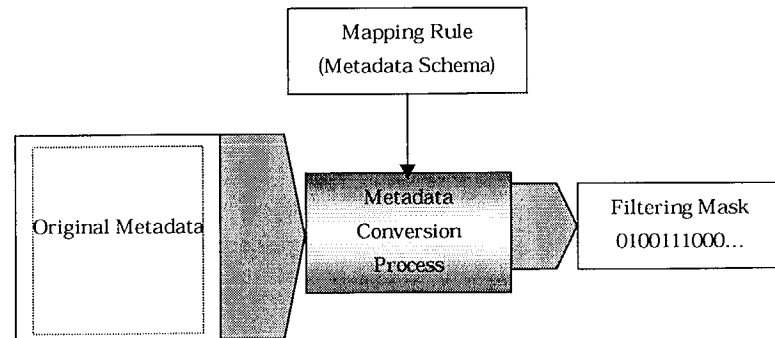 Mapping Rule
(Metadata Schema)
Original Metadata
Metadata
Conversion
Process
Filtering Mask
0100111000...